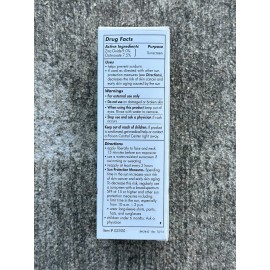 Drug Facts
Active Ingredients Purpose
Zinc Oxide
Octinoxate 7.5% Sunscreen
Uses
• helps prevent sunburn
• if used as directed with other sun
protection measures (see Directions),
decreases the risk of skin cancer and
early skin aging caused by the sun
Warnings
• For external use only
• Do not use on damaged or broken skin
• When using this product keep out of
eyes. Rinse with water to remove.
• Stop use and ask a physician if rash
occurs
Keep out of reach of children. If product
is swallowed, get medical help or contact
a Poison Control Center right away.
Directions
• apply liberally to face and neck
15 minutes before sun exposure
• use a water-resistant sunscreen if
swimming or sweating
• reapply at least every 2 hours
• Sun Protection Measures. Spending
time in the sun increases your risk
of skin cancer and early skin aging.
To decrease this risk, regularly use
a sunscreen with a broad-spectrum
SPF of 15 or higher and other
sun protection measures including:
• limit time in the sun, especially
from 10 a.m. – 2 p.m.
• wear long-sleeve shirts, pants,
hats, and sunglasses
• children under 6 months: Ask a
physician
Item #